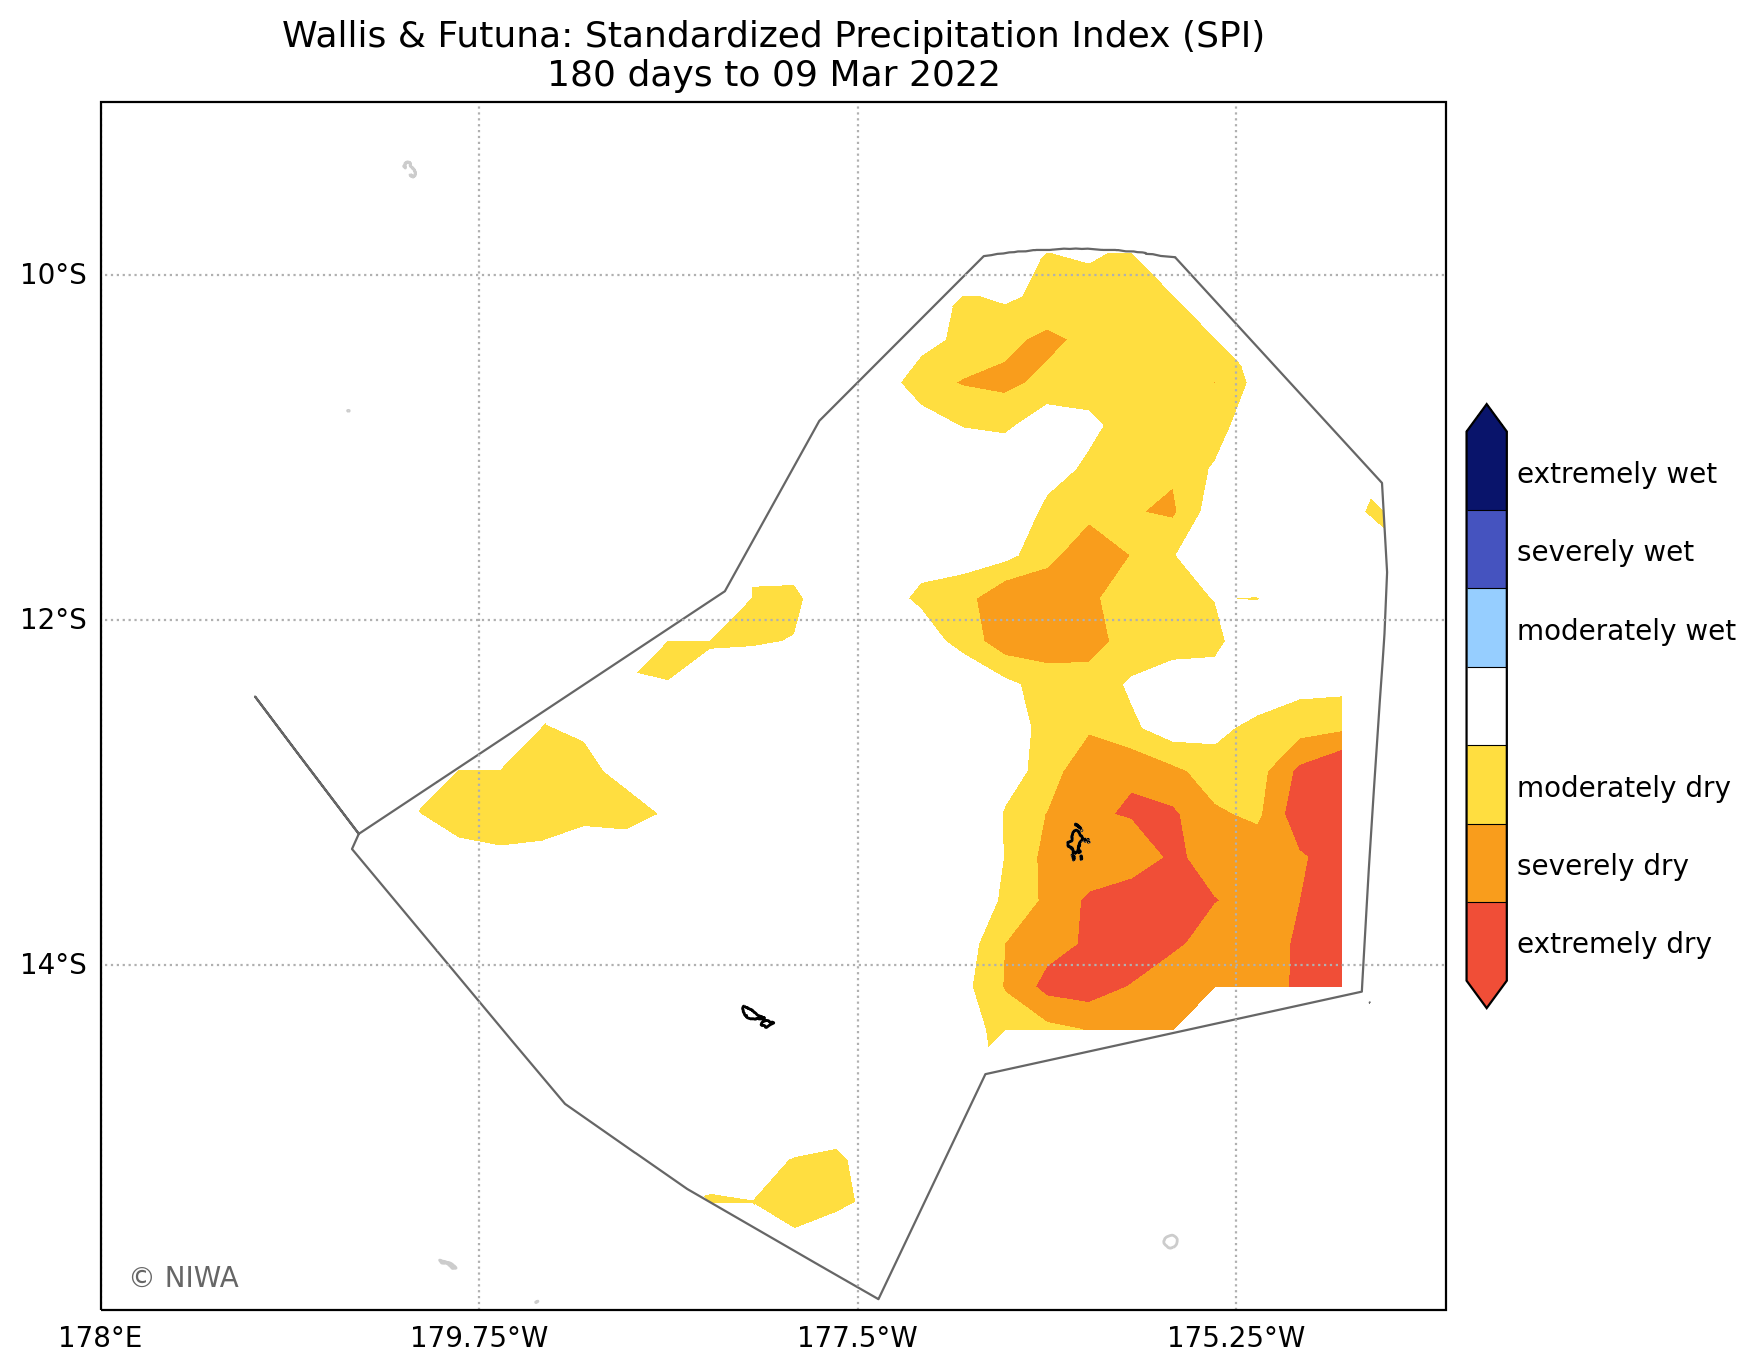 Wallis & Futuna: Standardized Precipitation Index (SPI)
180 days to 09 Mar 2022
10°S
12°S
14°S
178°E
179.75°W
177.5°W
175.25°W
extremely wet
severely wet
moderately wet
moderately dry
severely dry
extremely dry
© NIWA